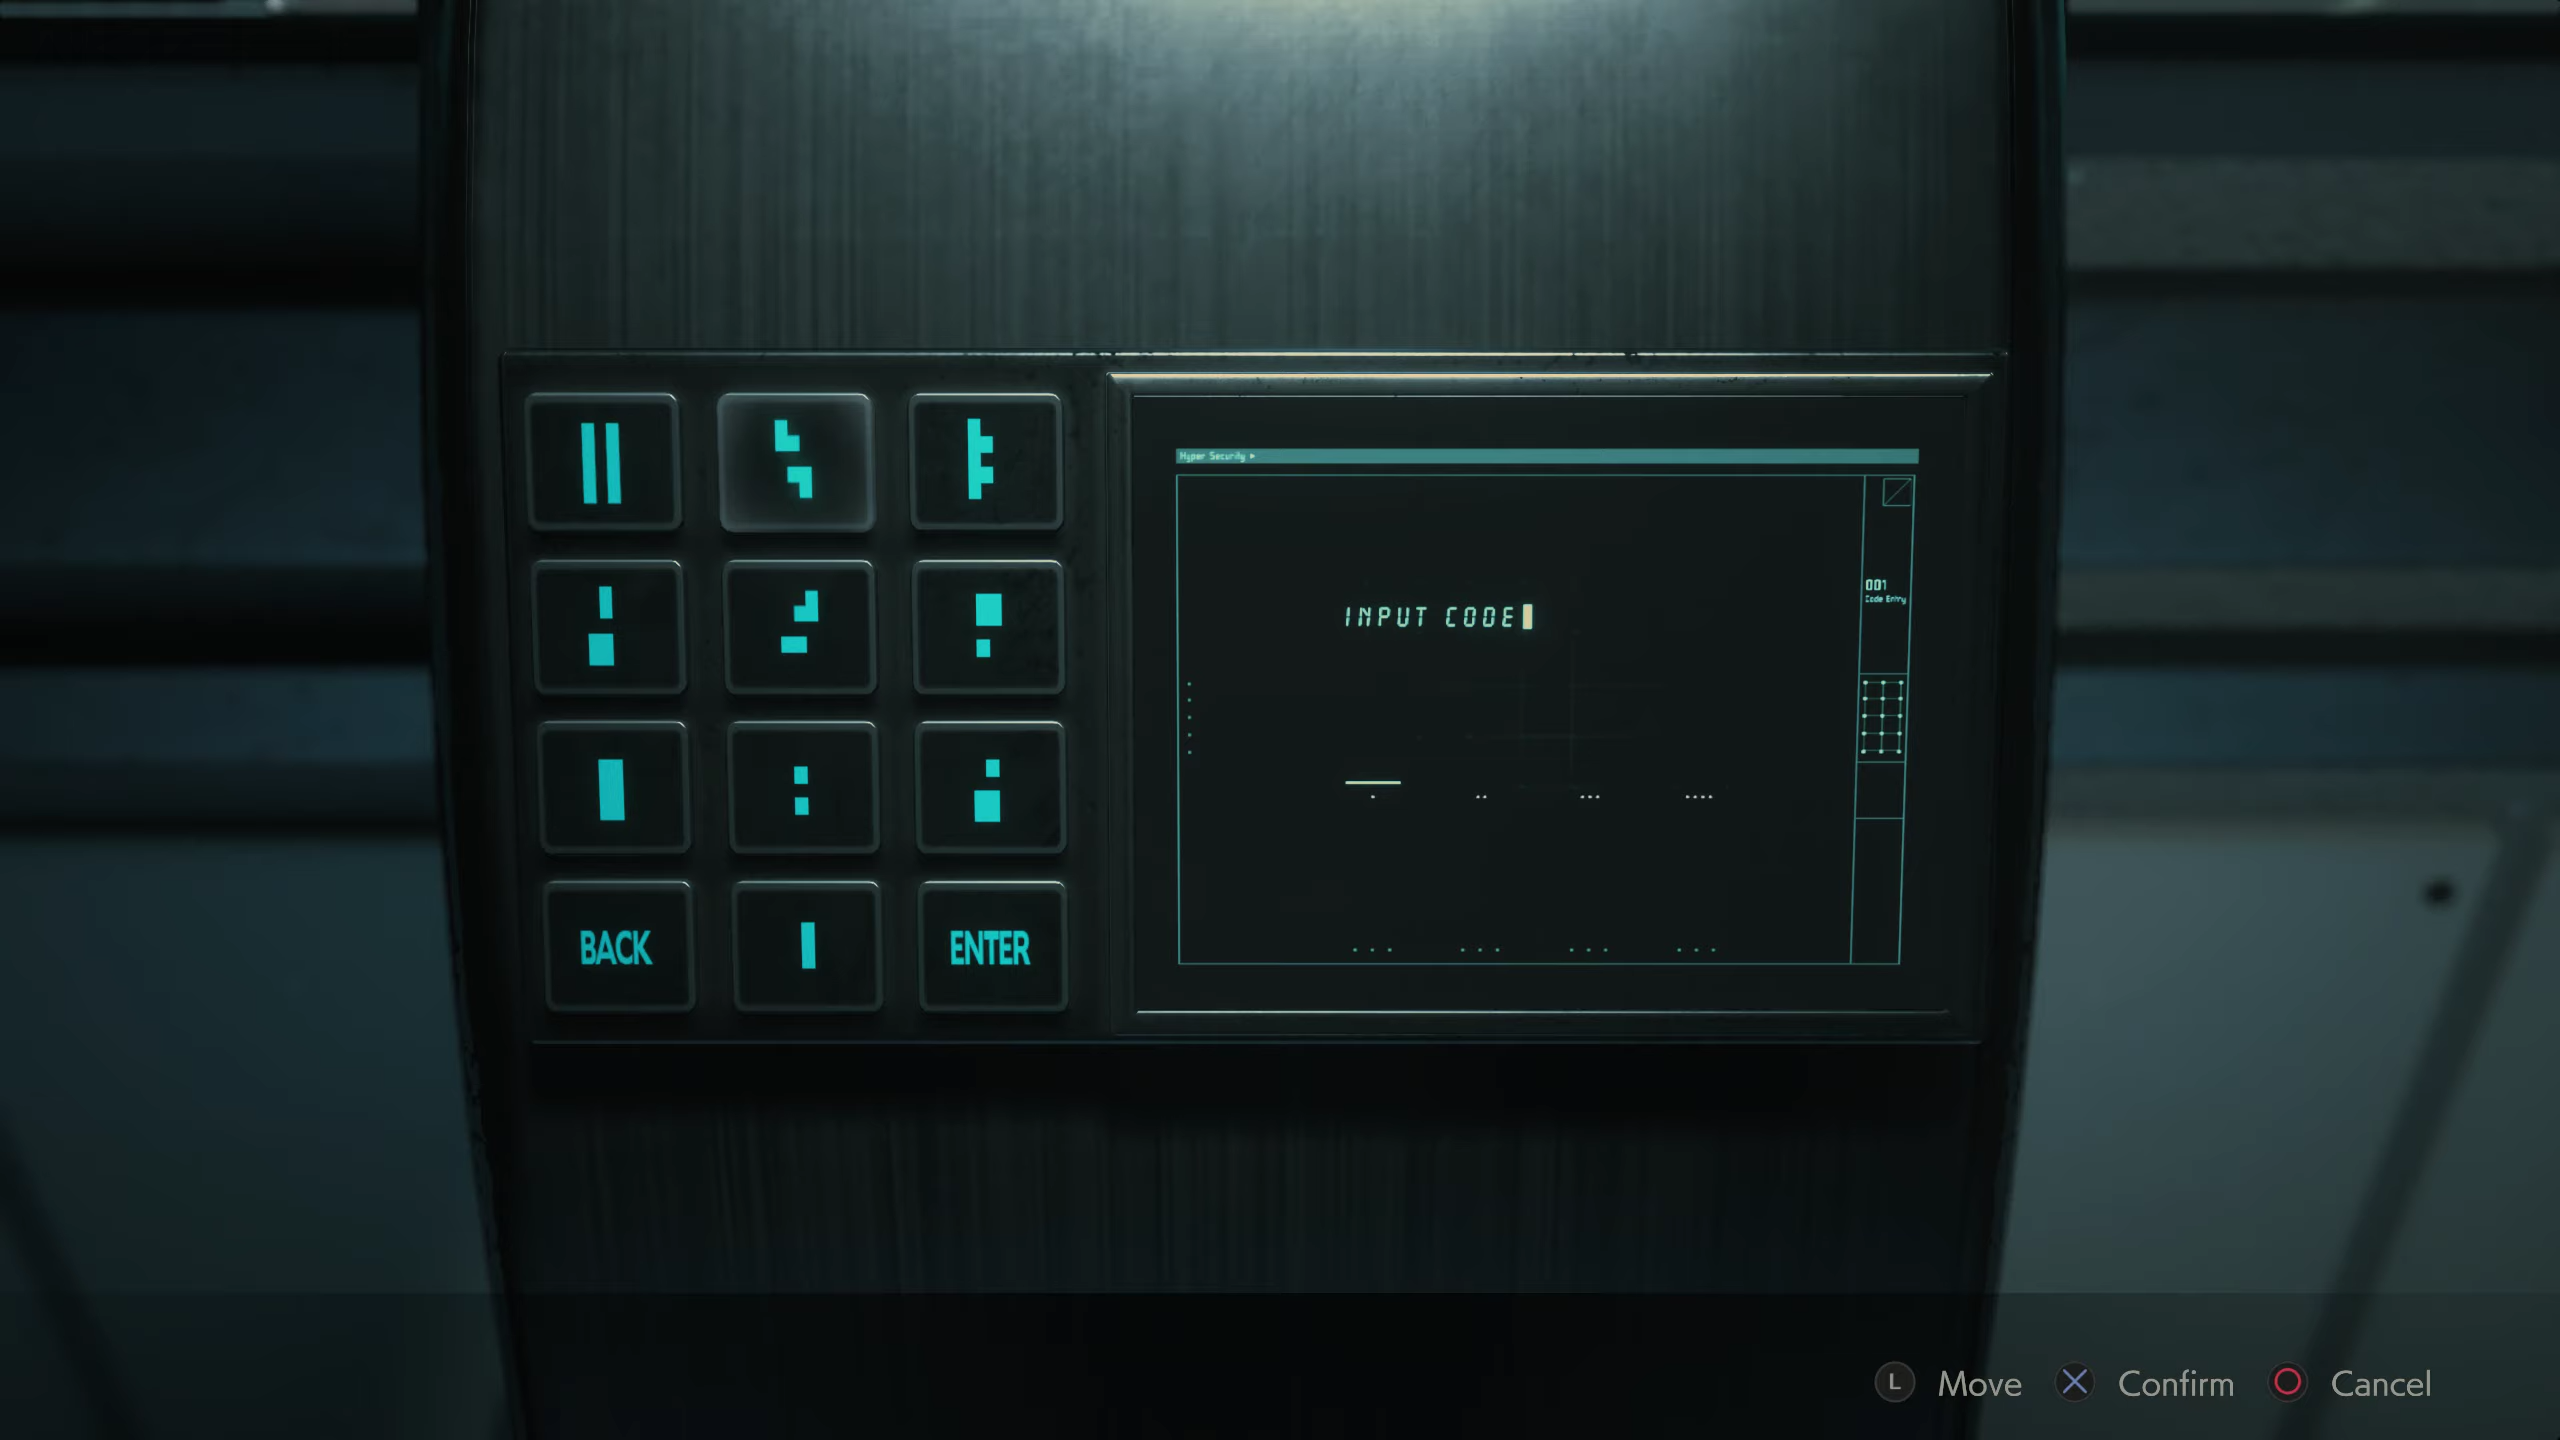 Hyper Security
001
Code Entry
INPUT CODE
BACK
ENTER
L Move Confirm Cancel